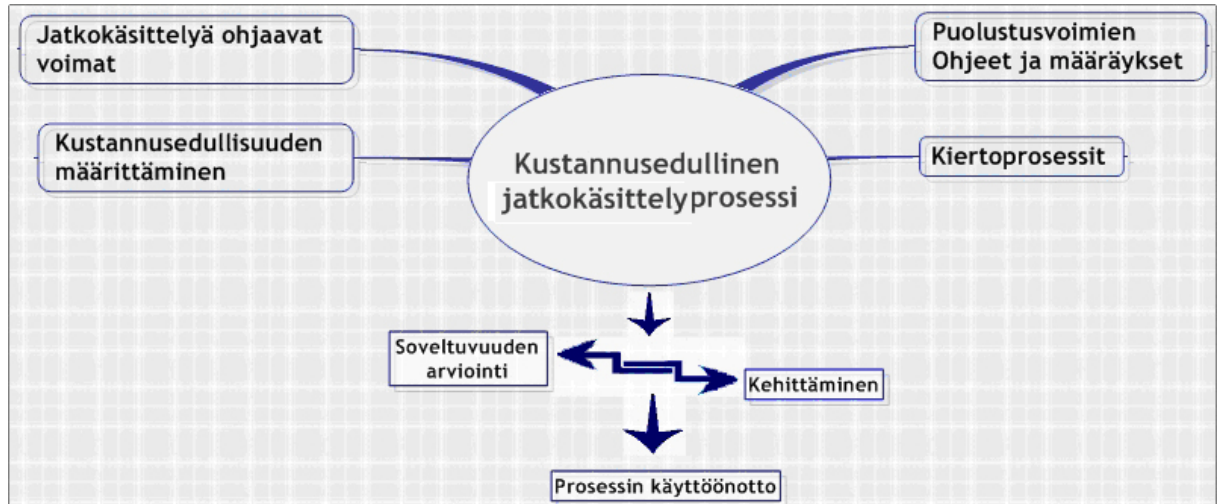 Jatkokäsittelyä ohjaavat
voimat
Puolustusvoimien
Ohjeet ja määräykset
Kustannusedullisuuden
määrittäminen
Kiertoprosessit
Kustannusedullinen
jatkokäsittelyprosessi
Soveltuvuuden
arviointi
Kehittäminen
Prosessin käyttöönotto